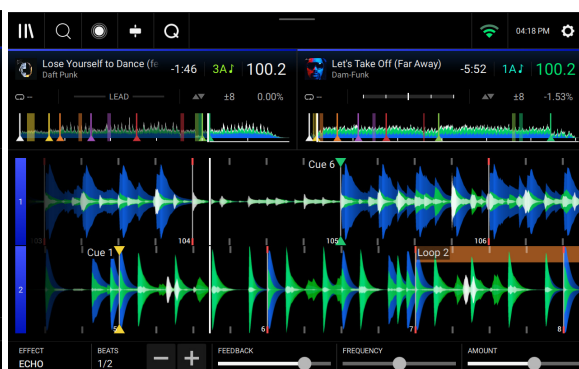 04:18 PM
Lose Yourself to Dance (fe
Daft Punk
-1:46
3A
100.2
Let's Take Off (Far Away)
Dam-Funk
-5:52
1A
100.2
LEAD
±8
0.00%
±8
-1.53%
1
Cue 6
103
104
105
106
2
Cue 1
Loop 2
5
6
7
8
EFFECT
ECHO
BEATS
1/2
FEEDBACK
FREQUENCY
AMOUNT